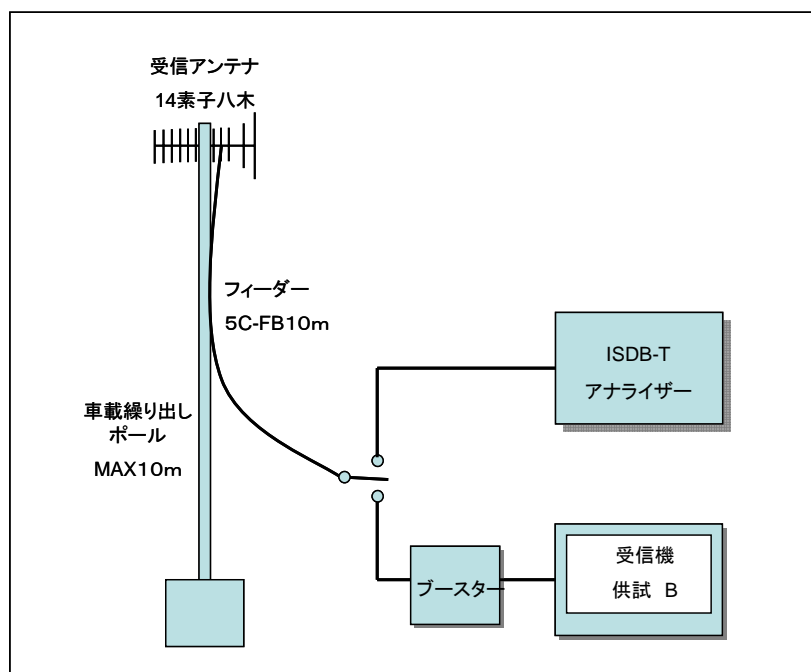 受信アンテナ
14素子八木
フィーダー
5C-FB10m
ISDB-T
アナライザー
車載繰り出し
ポール
MAX10m
ブースター
受信機
供試 B